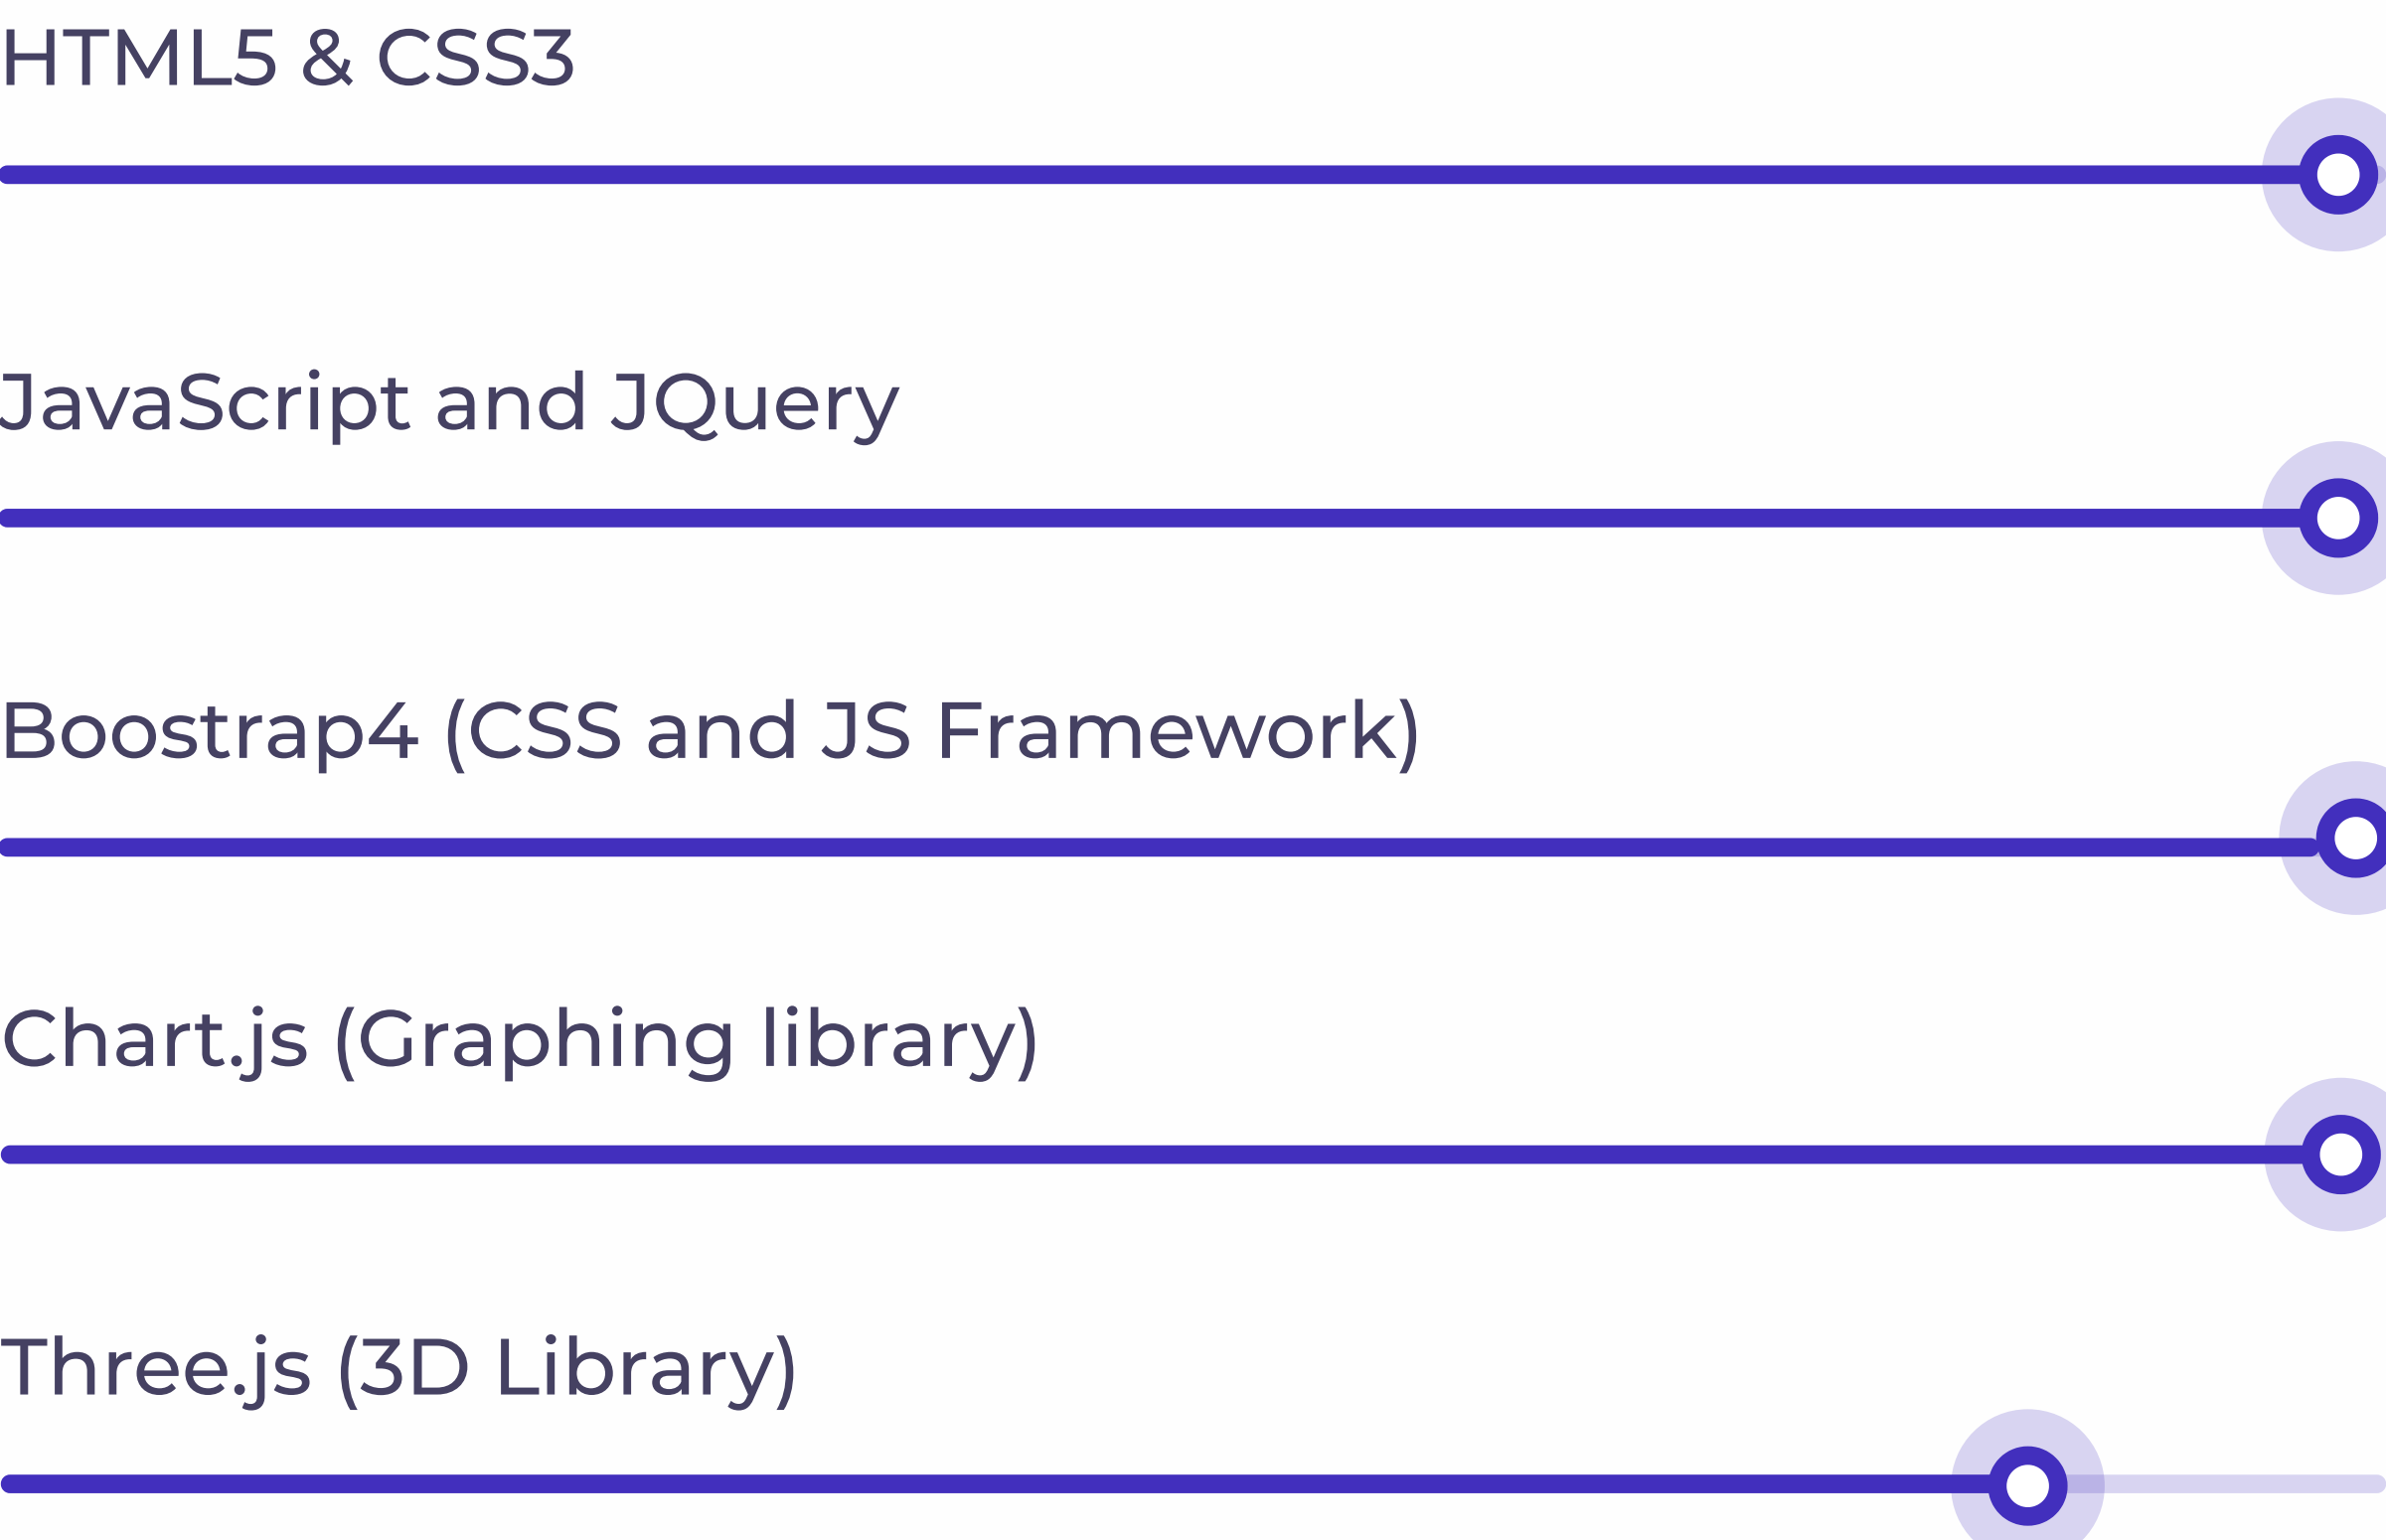 HTML5 & CSS3
JavaScript and JQuery
Boostrap4 (CSS and JS Framework)
Chart.js (Graphing library)
Three.js (3D Library)